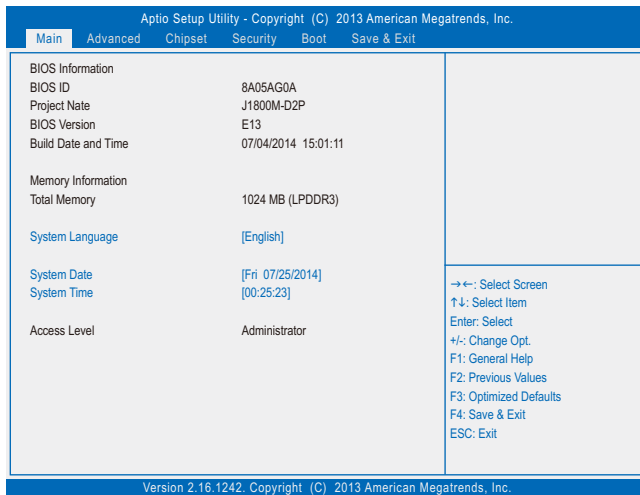 Aptio Setup Utility - Copyright (C) 2013 American Megatrends, Inc.
Main Advanced Chipset Security Boot Save & Exit
BIOS Information
BIOS ID 8A05AG0A
Project Nate J1800M-D2P
BIOS Version E13
Build Date and Time 07/04/2014 15:01:11
Memory Information
Total Memory 1024 MB (LPDDR3)
System Language [English]
System Date [Fri 07/25/2014]
System Time [00:25:23]
Access Level Administrator
→←: Select Screen
↑↓: Select Item
Enter: Select
+/-: Change Opt.
F1: General Help
F2: Previous Values
F3: Optimized Defaults
F4: Save & Exit
ESC: Exit
Version 2.16.1242. Copyright (C) 2013 American Megatrends, Inc.